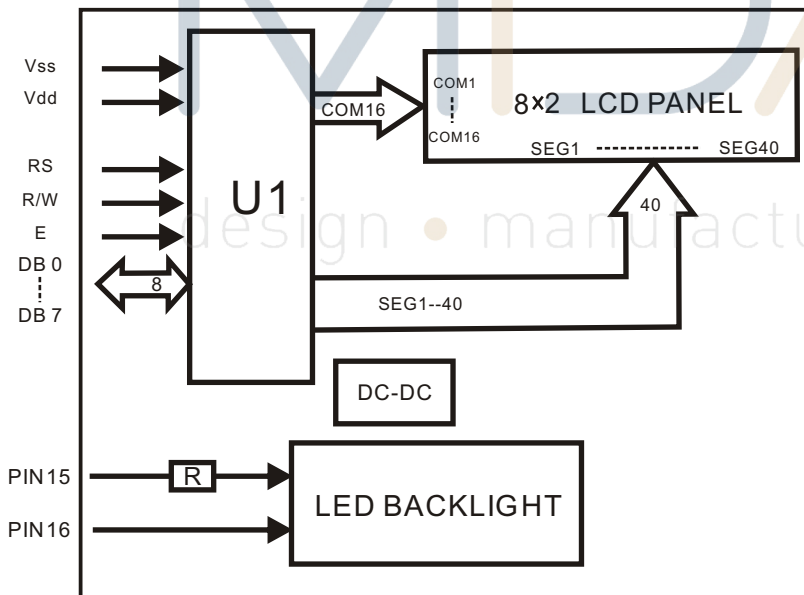 Vss
Vdd
RS
R/W
E
DB 0
DB 7
8
U1
COM16
COM1
COM16
8×2 LCD PANEL
SEG1 SEG40
40
SEG1--40
DC-DC
PIN15
R
PIN16
LED BACKLIGHT
design • manufactu